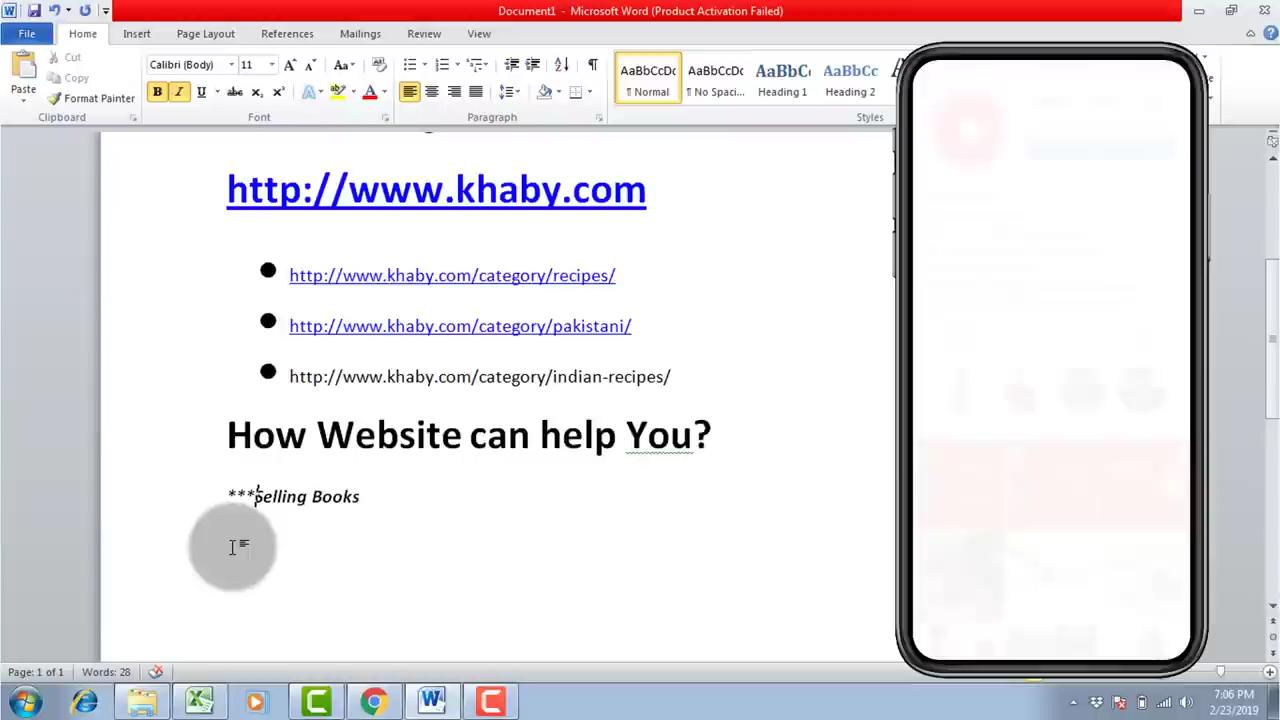 Document1 - Microsoft Word (Product Activation Failed)
File Home Insert Page Layout References Mailings Review View
Cut
Copy
Format Painter
Paste
Calibri (Body) 11
AaBbCcDc AaBbCcDc AaBbC AaBbCc
¶ Normal ¶ No Spaci... Heading 1 Heading 2
Clipboard Font Paragraph Styles
http://www.khaby.com
● http://www.khaby.com/category/recipes/
● http://www.khaby.com/category/pakistani/
● http://www.khaby.com/category/indian-recipes/
How Website can help You?
***Selling Books
Page: 1 of 1 Words: 28
7:06 PM
2/23/2019